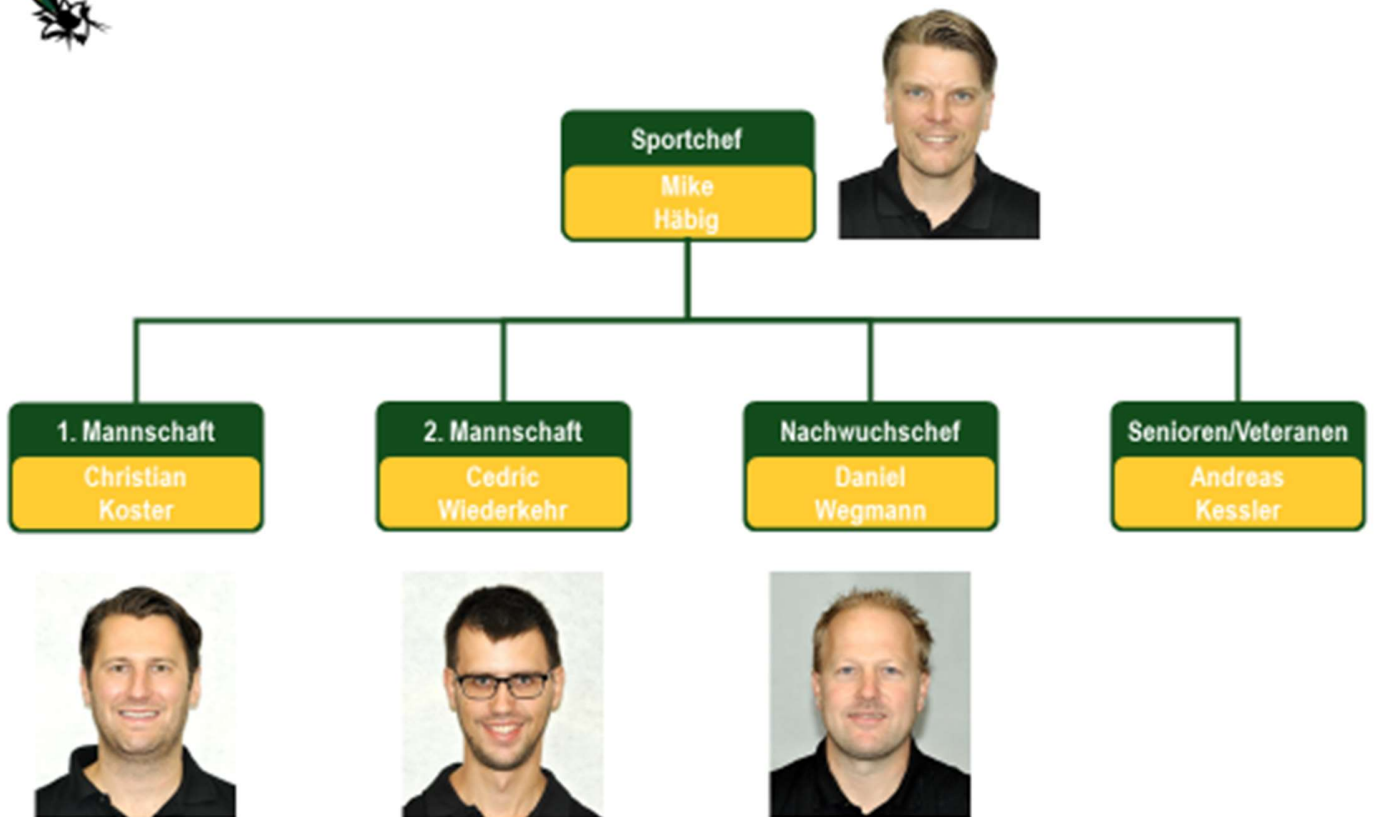 Sportchef
Mike
Häbig
1. Mannschaft
Christian
Koster
2. Mannschaft
Cedric
Wiederkehr
Nachwuchschef
Daniel
Wegmann
Senioren/Veteranen
Andreas
Kessler